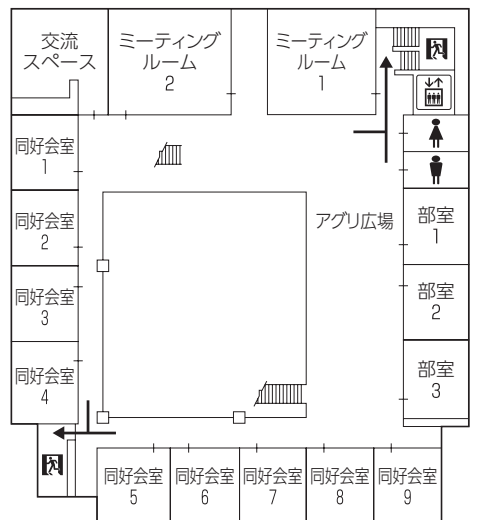 交流
スペース
ミーティング
ルーム
2
ミーティング
ルーム
1
同好会室
1
同好会室
2
同好会室
3
同好会室
4
アグリ広場
部室
1
部室
2
部室
3
同好会室
5
同好会室
6
同好会室
7
同好会室
8
同好会室
9